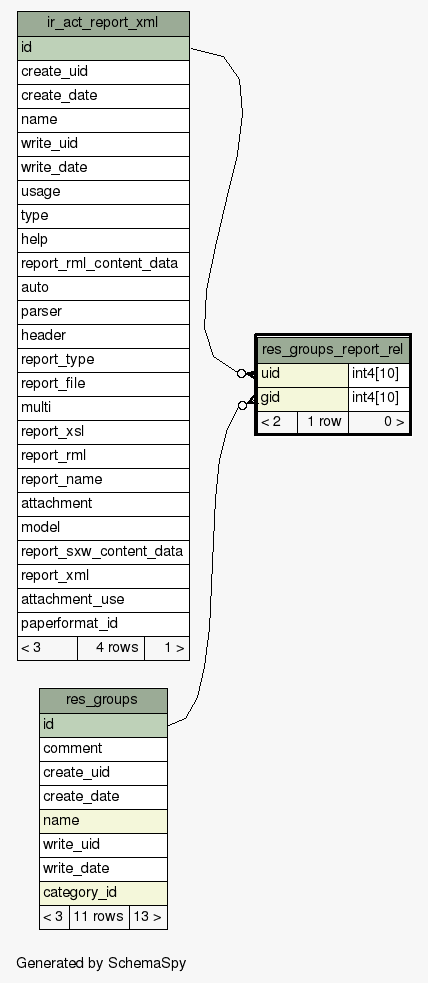 ir_act_report_xml
id
create_uid
create_date
name
write_uid
write_date
usage
type
help
report_rml_content_data
auto
parser
header
report_type
report_file
multi
report_xsl
report_rml
report_name
attachment
model
report_sxw_content_data
report_xml
attachment_use
paperformat_id
< 3 4 rows 1 >
res_groups_report_rel
uid int4[10]
gid int4[10]
< 2 1 row 0 >
res_groups
id
comment
create_uid
create_date
name
write_uid
write_date
category_id
< 3 11 rows 13 >
Generated by SchemaSpy